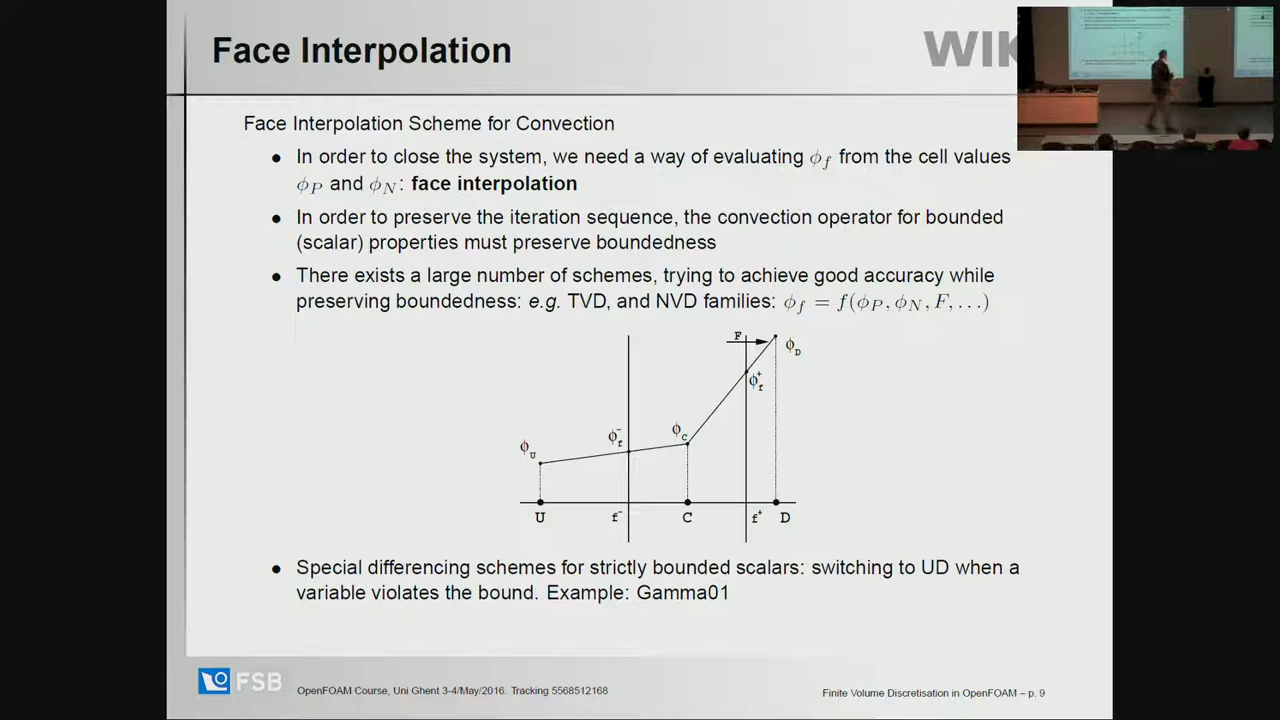 Face Interpolation
WIK
Face Interpolation Scheme for Convection
• In order to close the system, we need a way of evaluating ϕ_f from the cell values
ϕ_P and ϕ_N: face interpolation
• In order to preserve the iteration sequence, the convection operator for bounded
(scalar) properties must preserve boundedness
• There exists a large number of schemes, trying to achieve good accuracy while
preserving boundedness: e.g. TVD, and NVD families: ϕ_f = f(ϕ_P, ϕ_N, F, ...)
F
ϕ_D
ϕ_f^+
ϕ_C
ϕ_f^-
ϕ_U
U f^- C f^+ D
• Special differencing schemes for strictly bounded scalars: switching to UD when a
variable violates the bound. Example: Gamma01
FSB
OpenFOAM Course, Uni Ghent 3-4/May/2016. Tracking 5568512168
Finite Volume Discretisation in OpenFOAM – p. 9